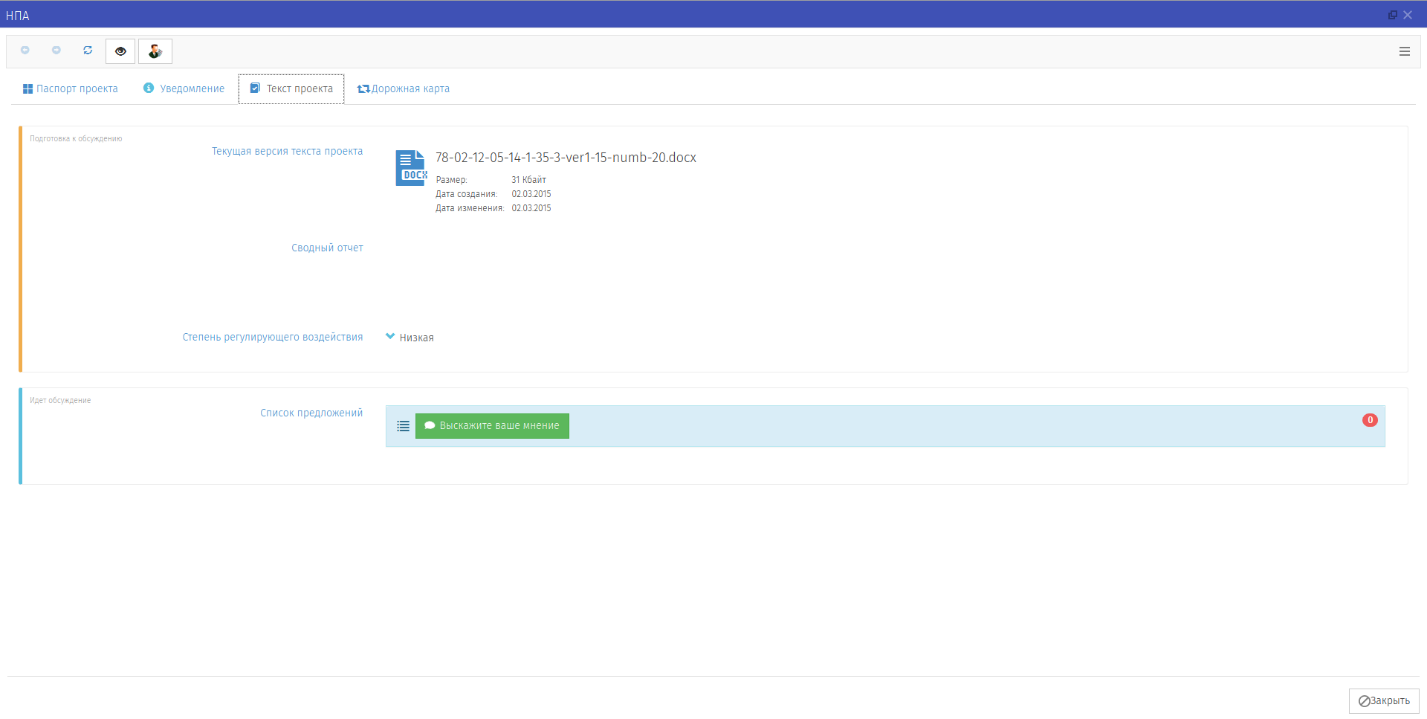 НПА
Паспорт проекта
Уведомление
Текст проекта
Дорожная карта
Подготовка к обсуждению
Текущая версия текста проекта
DOCX
78-02-12-05-14-1-35-3-ver1-15-numb-20.docx
Размер: 31 Кбайт
Дата создания: 02.03.2015
Дата изменения: 02.03.2015
Сводный отчет
Степень регулирующего воздействия
Низкая
Идет обсуждение
Список предложений
Выскажите ваше мнение
0
Закрыть